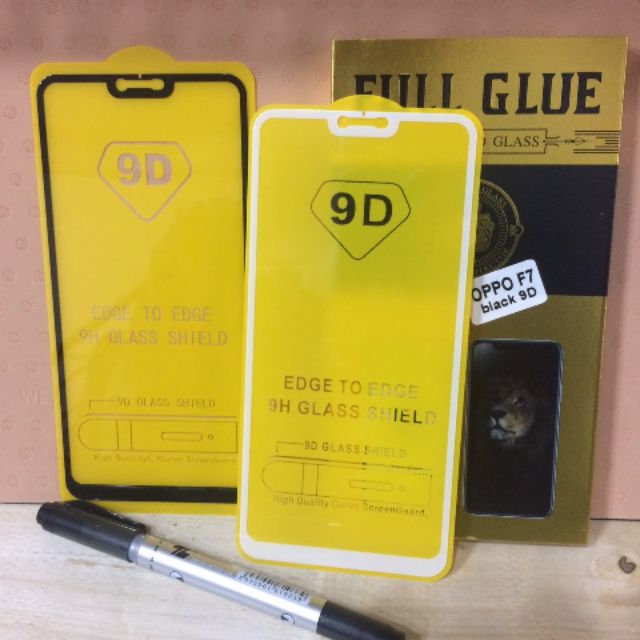 9D
EDGE TO EDGE
9H GLASS SHIELD
9D GLASS SHIELD
9D
EDGE TO EDGE
9H GLASS SHIELD
9D GLASS SHIELD
High Quality Curve ScreenGuard.
FULL GLUE
GLASS
OPPO F7
black 9D